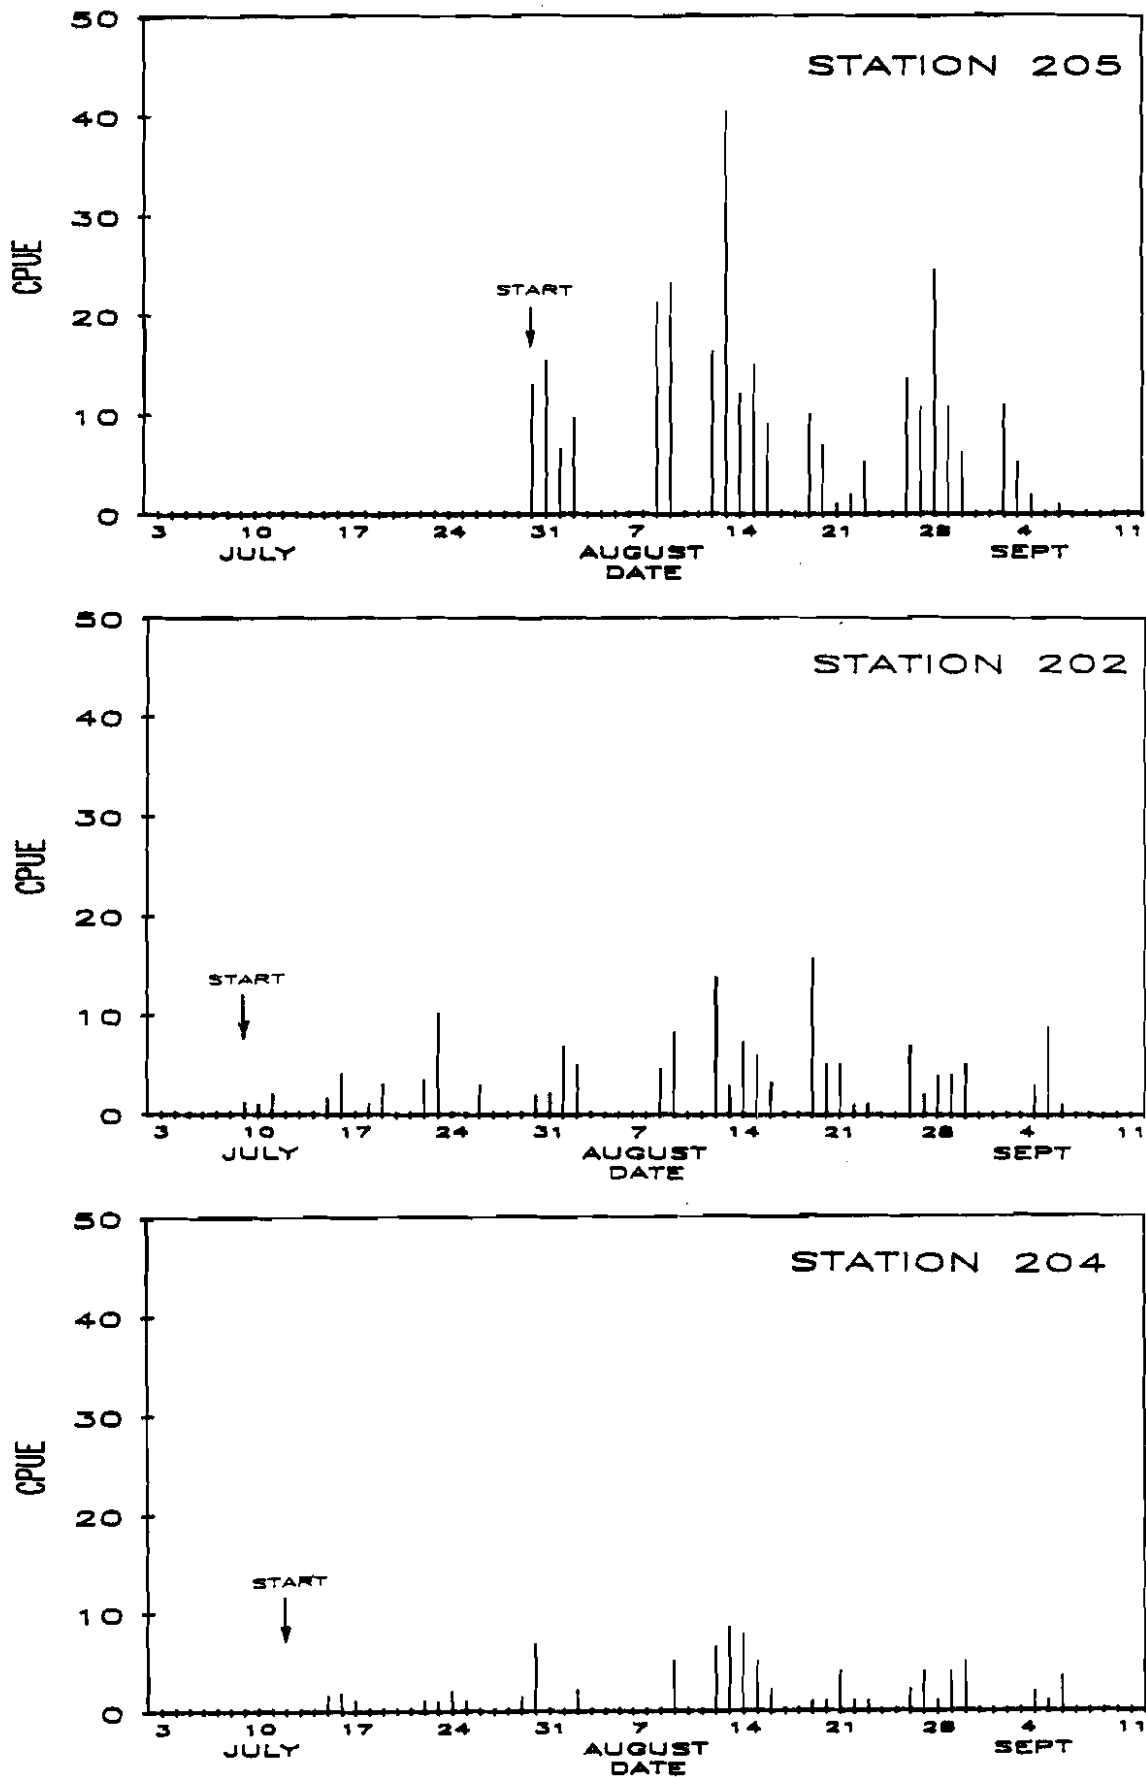 50
STATION 205
40
30
CPUE
START
20
10
0
3 10 17 24 31 7 14 21 28 4 11
JULY AUGUST SEPT
DATE
50
STATION 202
40
30
CPUE
20
START
10
0
3 10 17 24 31 7 14 21 28 4 11
JULY AUGUST SEPT
DATE
50
STATION 204
40
30
CPUE
20
START
10
0
3 10 17 24 31 7 14 21 28 4 11
JULY AUGUST SEPT
DATE